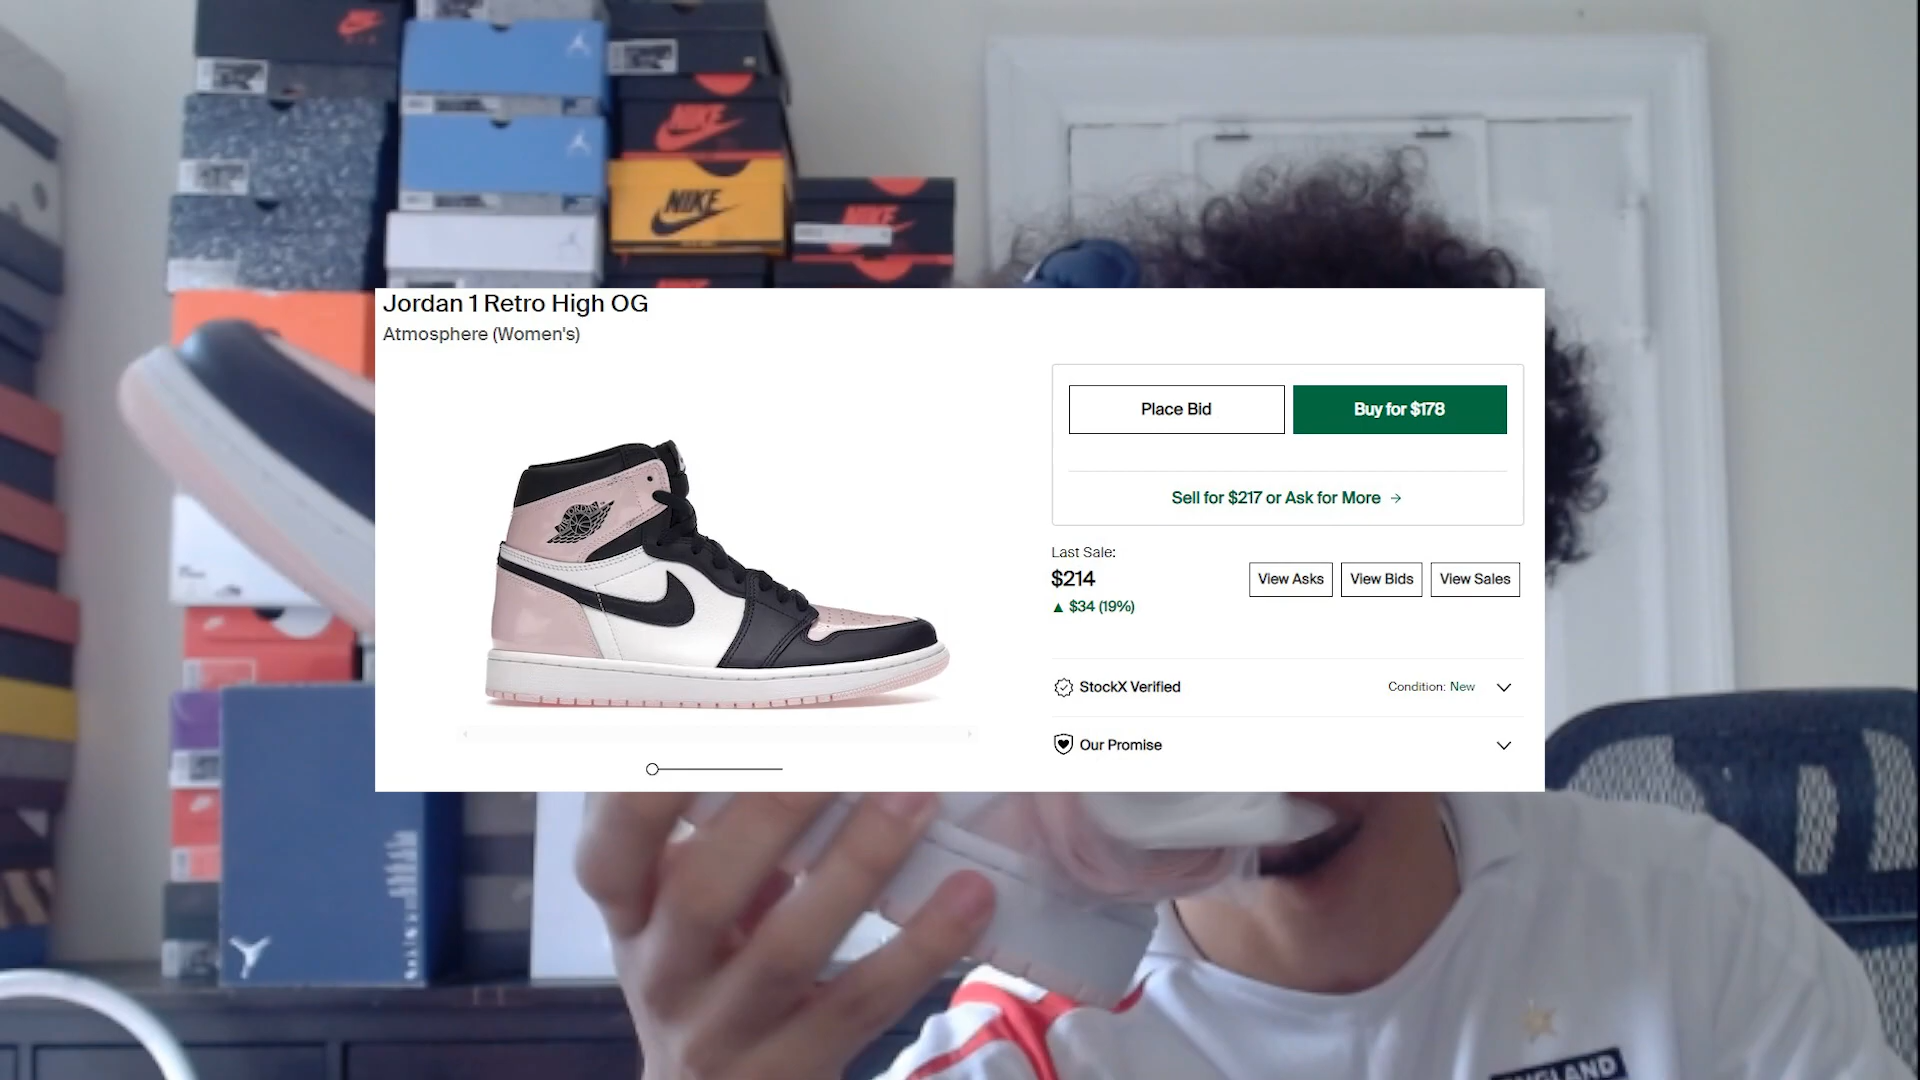 NIKE
NIKE
NIKE
Jordan 1 Retro High OG
Atmosphere (Women's)
Place Bid
Buy for $178
Sell for $217 or Ask for More →
Last Sale:
$214
▲ $34 (19%)
View Asks
View Bids
View Sales
StockX Verified
Condition: New
Our Promise
ENGLAND